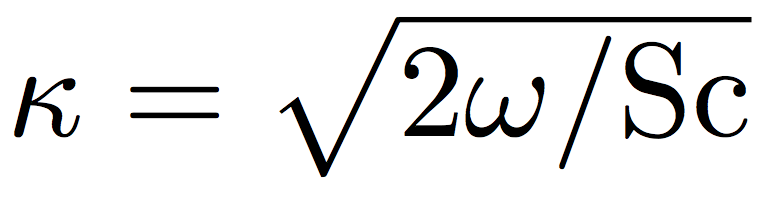 κ = √2ω/Sc